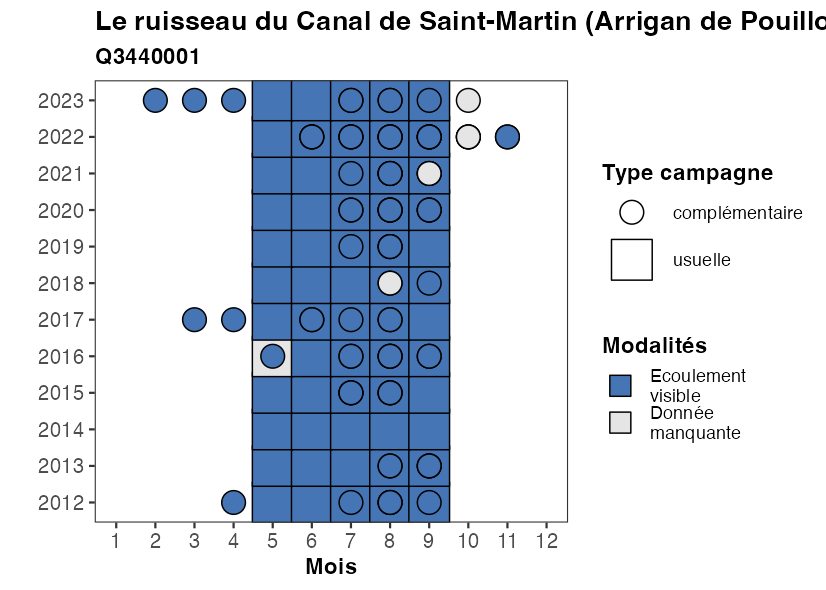 Le ruisseau du Canal de Saint-Martin (Arrigan de Pouillo
Q3440001
2023
2022
2021
2020
2019
2018
2017
2016
2015
2014
2013
2012
1 2 3 4 5 6 7 8 9 10 11 12
Mois
Type campagne
complémentaire
usuelle
Modalités
Ecoulement
visible
Donnée
manquante